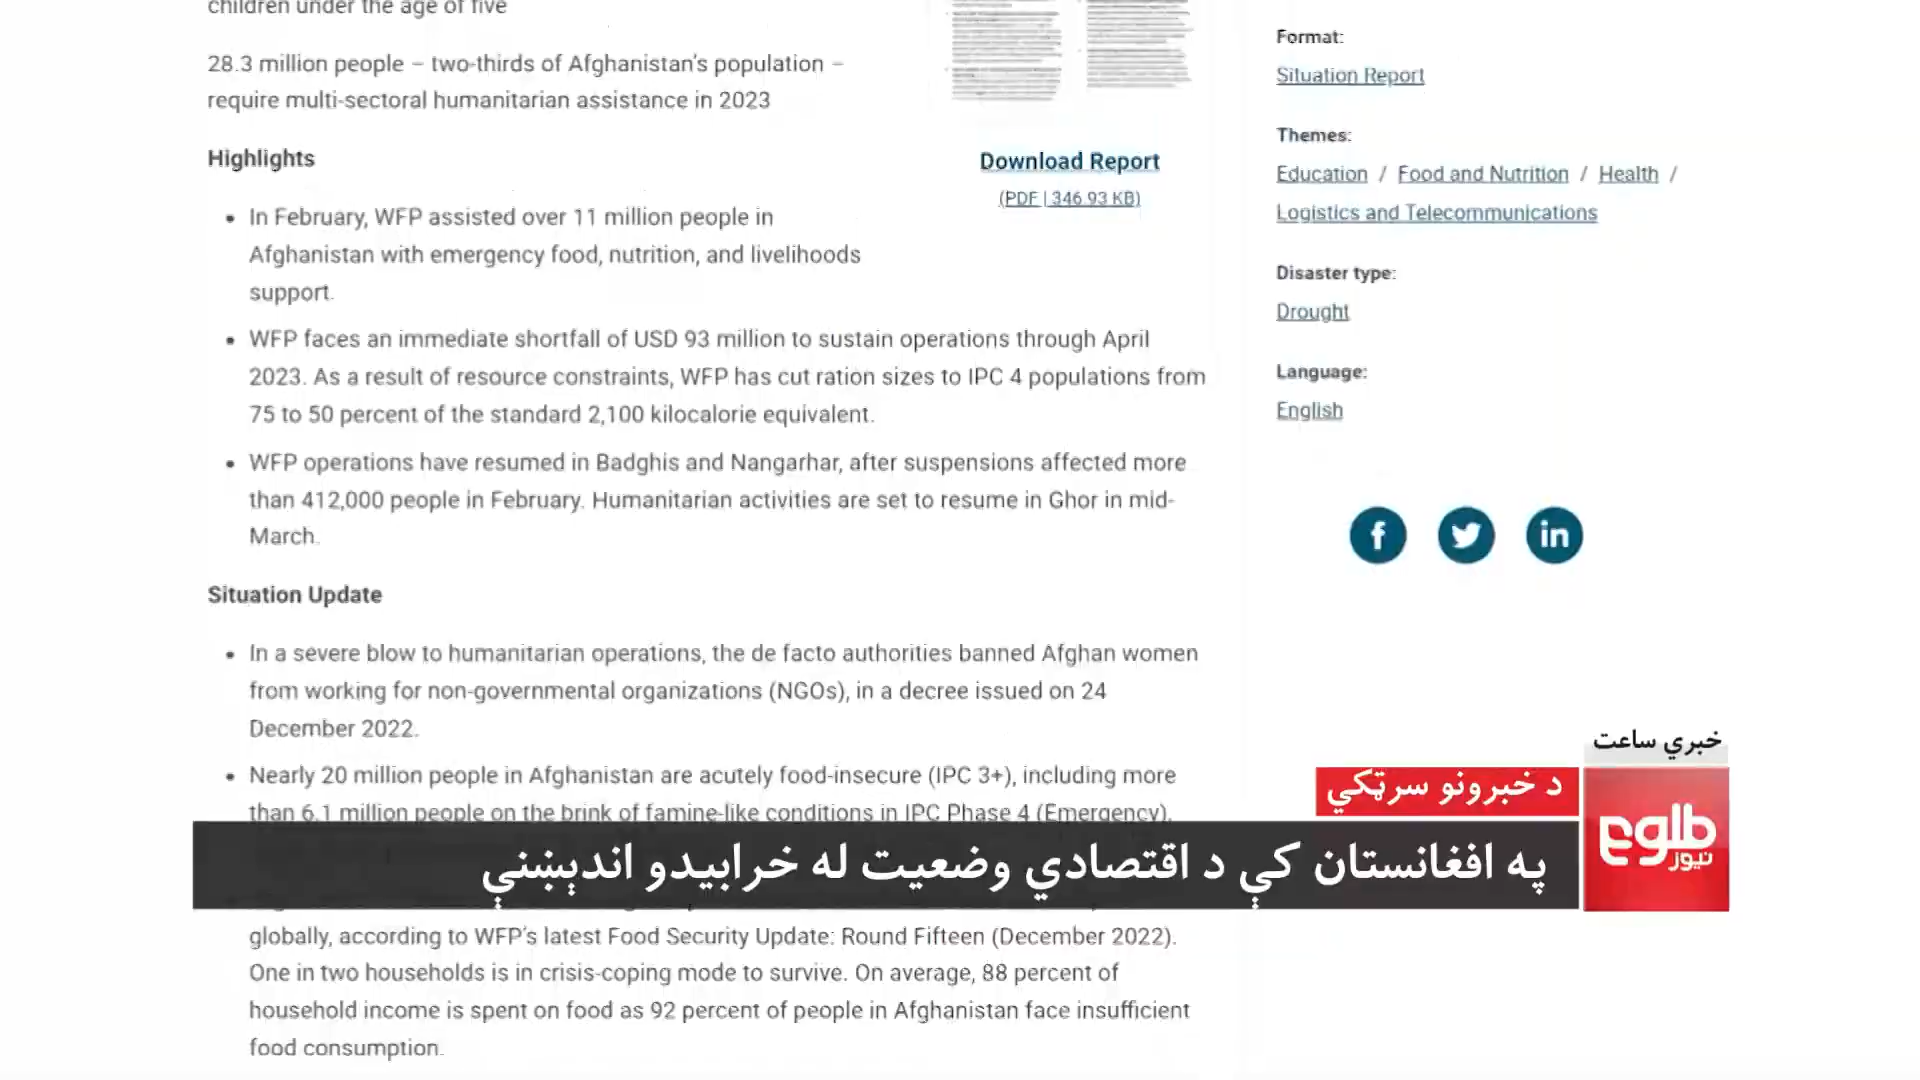 children under the age of five
28.3 million people – two-thirds of Afghanistan's population –
require multi-sectoral humanitarian assistance in 2023
Highlights
• In February, WFP assisted over 11 million people in
Afghanistan with emergency food, nutrition, and livelihoods
support.
• WFP faces an immediate shortfall of USD 93 million to sustain operations through April
2023. As a result of resource constraints, WFP has cut ration sizes to IPC 4 populations from
75 to 50 percent of the standard 2,100 kilocalorie equivalent.
• WFP operations have resumed in Badghis and Nangarhar, after suspensions affected more
than 412,000 people in February. Humanitarian activities are set to resume in Ghor in mid-
March.
Situation Update
• In a severe blow to humanitarian operations, the de facto authorities banned Afghan women
from working for non-governmental organizations (NGOs), in a decree issued on 24
December 2022.
• Nearly 20 million people in Afghanistan are acutely food-insecure (IPC 3+), including more
than 6.1 million people on the brink of famine-like conditions in IPC Phase 4 (Emergency).
globally, according to WFP's latest Food Security Update: Round Fifteen (December 2022).
One in two households is in crisis-coping mode to survive. On average, 88 percent of
household income is spent on food as 92 percent of people in Afghanistan face insufficient
food consumption.
Download Report
(PDF | 346.93 KB)
Format:
Situation Report
Themes:
Education / Food and Nutrition / Health /
Logistics and Telecommunications
Disaster type:
Drought
Language:
English
خبري ساعت
د خبرونو سرټکي
په افغانستان کې د اقتصادي وضعیت له خرابیدو اندېښنې
طلوع
نیوز